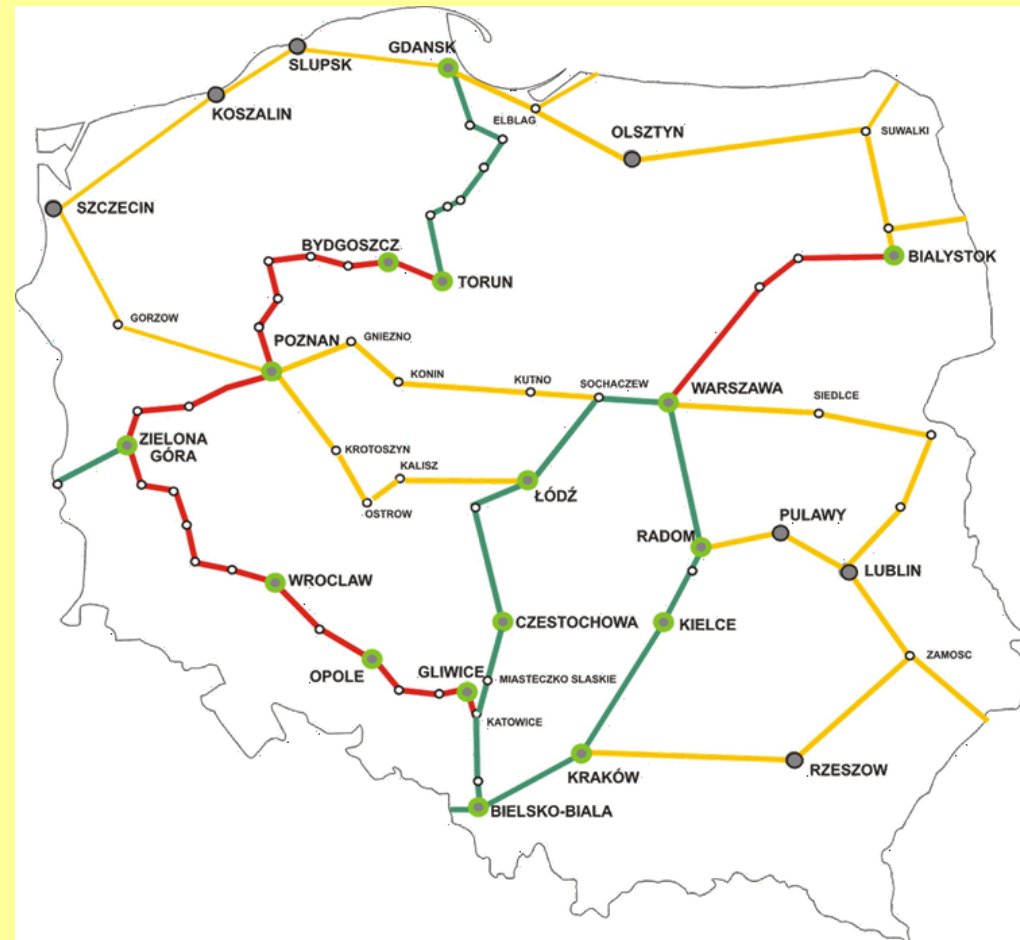 GDANSK
SLUPSK
KOSZALIN
ELBLAG
OLSZTYN
SUWALKI
SZCZECIN
BYDGOSZCZ
BIALYSTOK
TORUN
GORZOW
POZNAN
GNIEZNO
KONIN
KUTNO
SOCHACZEW
WARSZAWA
SIEDLCE
ZIELONA
GÓRA
KROTOSZYN
KALISZ
OSTROW
ŁÓDŹ
PULAWY
RADOM
LUBLIN
WROCLAW
CZESTOCHOWA
KIELCE
OPOLE
GLIWICE
MIASTECZKO SLASKIE
ZAMOSC
KATOWICE
KRAKÓW
RZESZOW
BIELSKO-BIALA